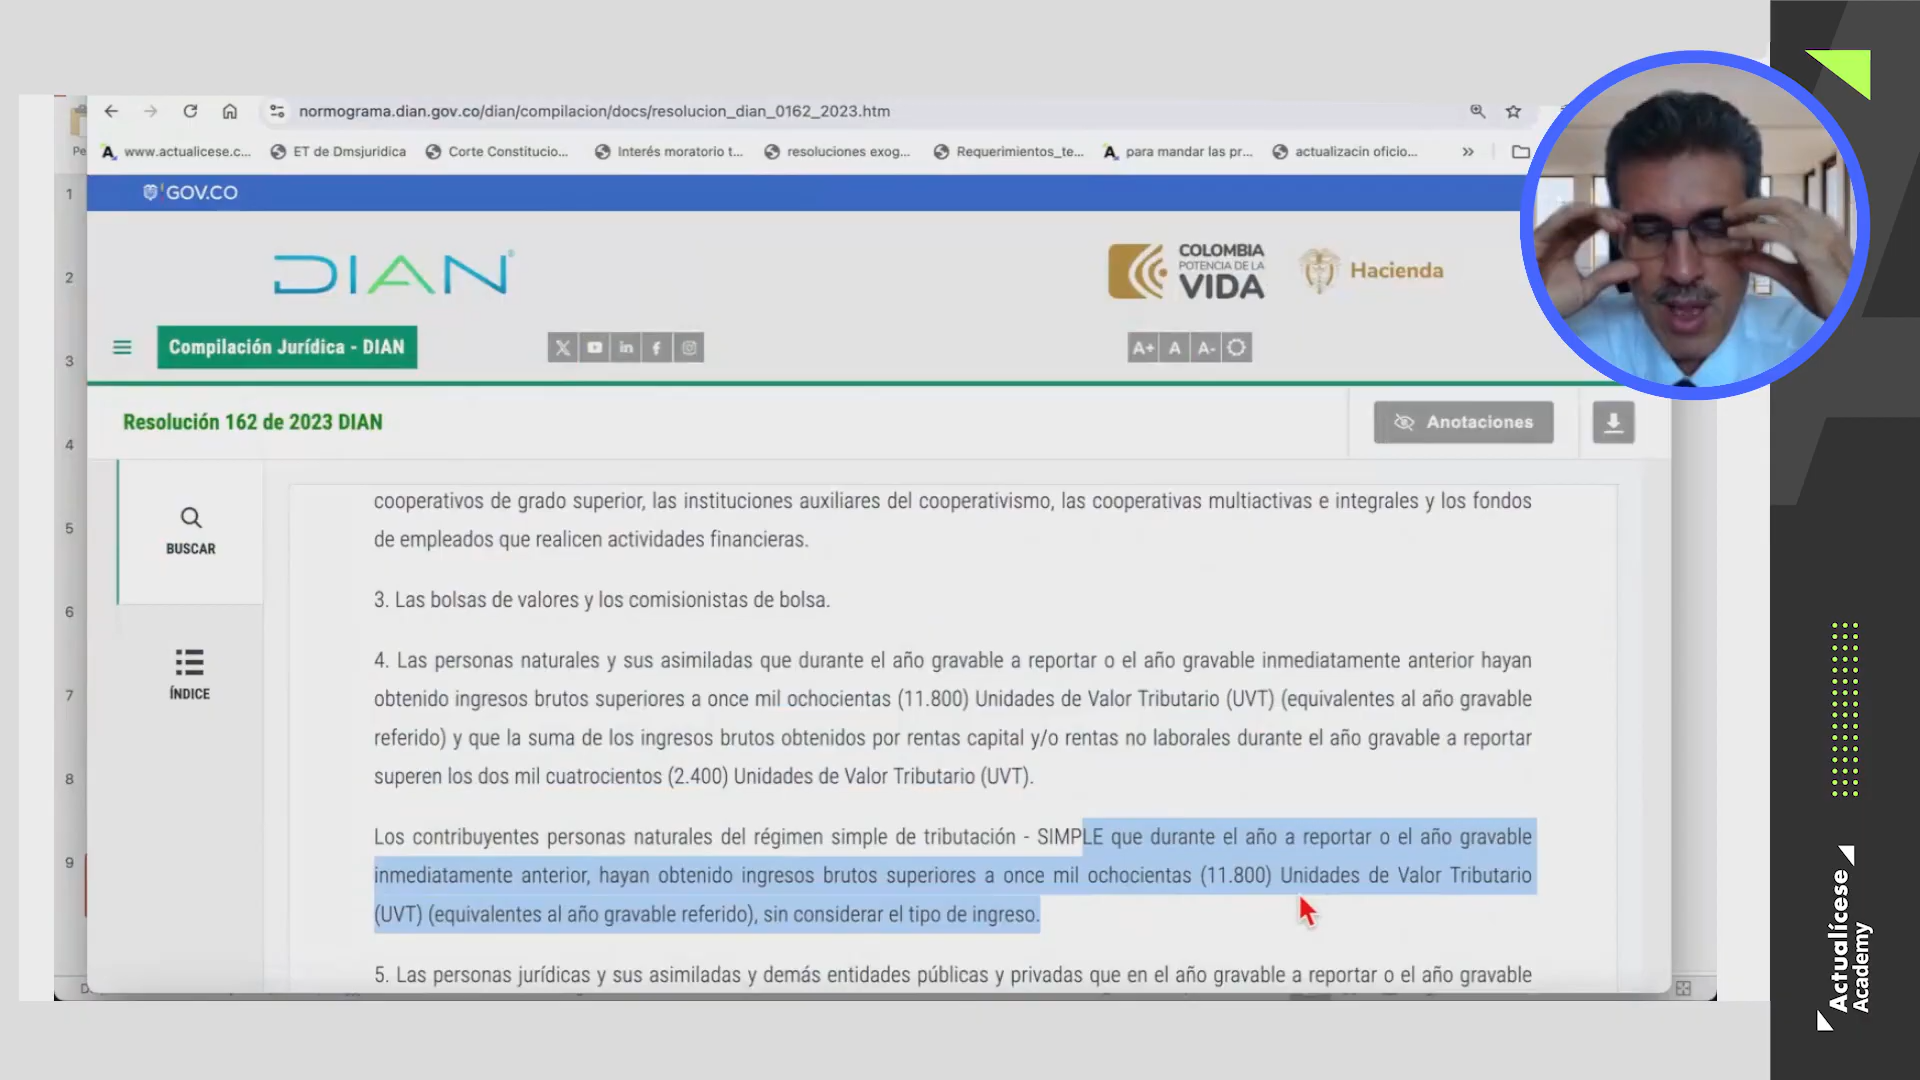 normograma.dian.gov.co/dian/compilacion/docs/resolucion_dian_0162_2023.htm
Pe
www.actualicese.c...
ET de Dmsjuridica
Corte Constitucio...
Interés moratorio t...
resoluciones exog...
Requerimientos_te...
para mandar las pr...
actualizacin oficio...
»
GOV.CO
DIAN
COLOMBIA
POTENCIA DE LA
VIDA
Hacienda
Compilación Jurídica - DIAN
A+ A A-
Resolución 162 de 2023 DIAN
Anotaciones
BUSCAR
ÍNDICE
1
2
3
4
5
6
7
8
9
cooperativos de grado superior, las instituciones auxiliares del cooperativismo, las cooperativas multiactivas e integrales y los fondos
de empleados que realicen actividades financieras.
3. Las bolsas de valores y los comisionistas de bolsa.
4. Las personas naturales y sus asimiladas que durante el año gravable a reportar o el año gravable inmediatamente anterior hayan
obtenido ingresos brutos superiores a once mil ochocientas (11.800) Unidades de Valor Tributario (UVT) (equivalentes al año gravable
referido) y que la suma de los ingresos brutos obtenidos por rentas capital y/o rentas no laborales durante el año gravable a reportar
superen los dos mil cuatrocientos (2.400) Unidades de Valor Tributario (UVT).
Los contribuyentes personas naturales del régimen simple de tributación - SIMPLE que durante el año a reportar o el año gravable
inmediatamente anterior, hayan obtenido ingresos brutos superiores a once mil ochocientas (11.800) Unidades de Valor Tributario
(UVT) (equivalentes al año gravable referido), sin considerar el tipo de ingreso.
5. Las personas jurídicas y sus asimiladas y demás entidades públicas y privadas que en el año gravable a reportar o el año gravable
Actualícese
Academy